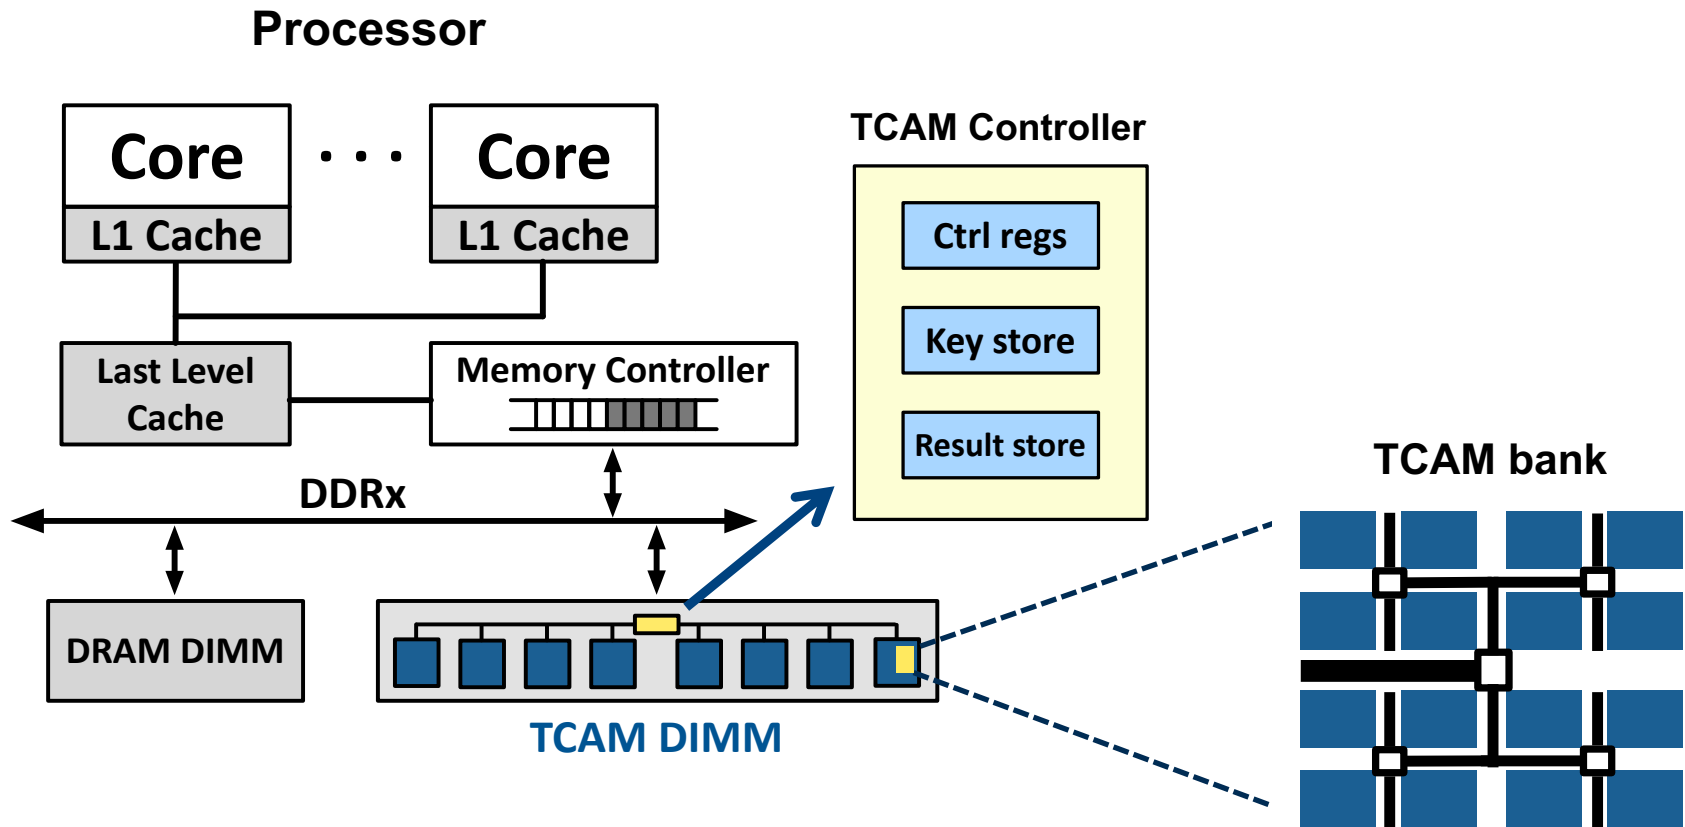 Processor
Core
. . .
Core
L1 Cache
L1 Cache
Last Level
Cache
Memory Controller
DDRx
DRAM DIMM
TCAM DIMM
TCAM Controller
Ctrl regs
Key store
Result store
TCAM bank